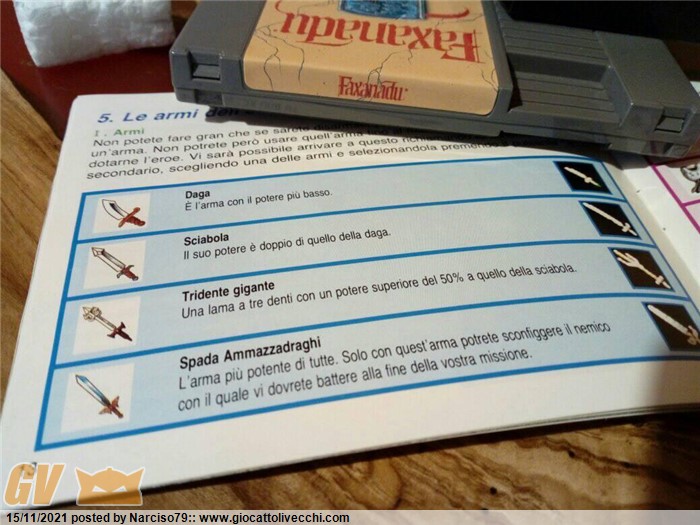 Faxanadu
Faxanadu
5. Le armi dell'
I . Armi
Non potete fare gran che se sarete
un'arma. Non potrete però usare quell'arma
dotarne l'eroe. Vi sarà possibile arrivare a questo
secondario, scegliendo una delle armi e selezionandola premendo
Daga
È l'arma con il potere più basso.
Sciabola
Il suo potere è doppio di quello della daga.
Tridente gigante
Una lama a tre denti con un potere superiore del 50% a quello della sciabola.
Spada Ammazzadraghi
L'arma più potente di tutte. Solo con quest'arma potrete sconfiggere il nemico
con il quale vi dovrete battere alla fine della vostra missione.
GV
15/11/2021 posted by Narciso79:: www.giocattolivecchi.com